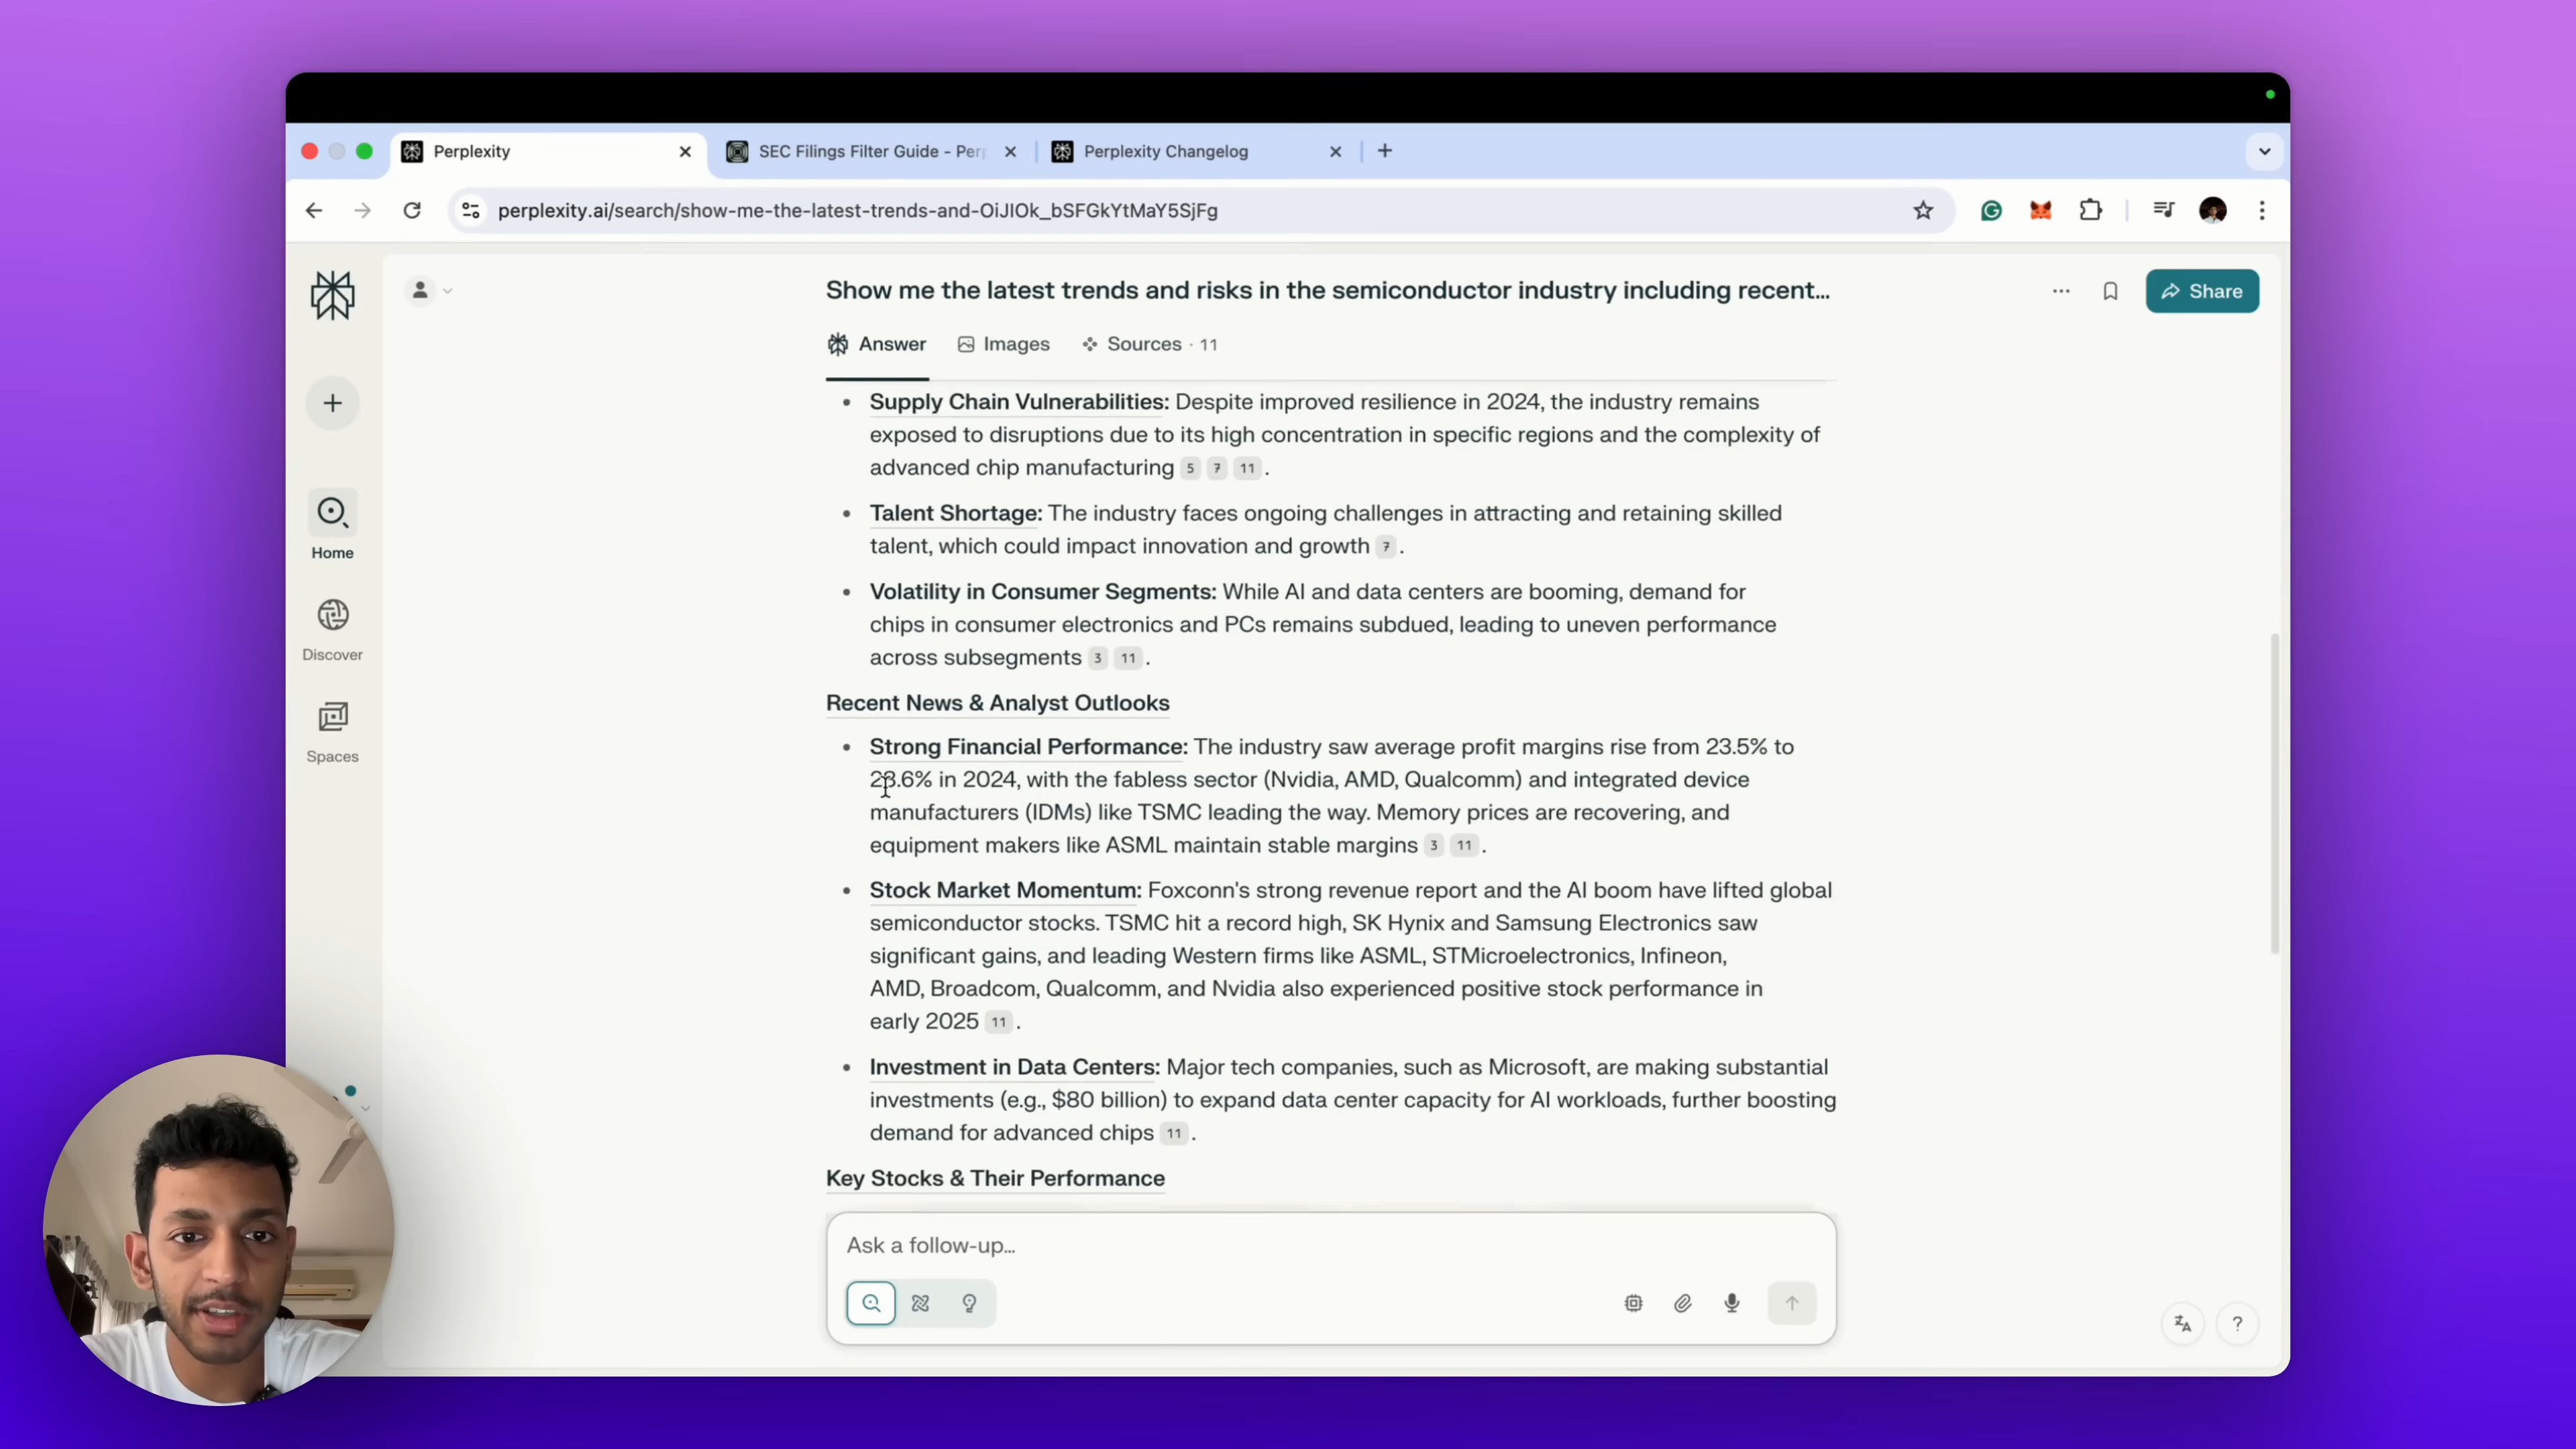 Perplexity
SEC Filings Filter Guide - Per
Perplexity Changelog
perplexity.ai/search/show-me-the-latest-trends-and-OiJIOk_bSFGkYtMaY5SjFg
Show me the latest trends and risks in the semiconductor industry including recent...
Share
Answer
Images
Sources · 11
Home
Discover
Spaces
• Supply Chain Vulnerabilities: Despite improved resilience in 2024, the industry remains
exposed to disruptions due to its high concentration in specific regions and the complexity of
advanced chip manufacturing 5 7 11 .
• Talent Shortage: The industry faces ongoing challenges in attracting and retaining skilled
talent, which could impact innovation and growth 7 .
• Volatility in Consumer Segments: While AI and data centers are booming, demand for
chips in consumer electronics and PCs remains subdued, leading to uneven performance
across subsegments 3 11 .
Recent News & Analyst Outlooks
• Strong Financial Performance: The industry saw average profit margins rise from 23.5% to
28.6% in 2024, with the fabless sector (Nvidia, AMD, Qualcomm) and integrated device
manufacturers (IDMs) like TSMC leading the way. Memory prices are recovering, and
equipment makers like ASML maintain stable margins 3 11 .
• Stock Market Momentum: Foxconn's strong revenue report and the AI boom have lifted global
semiconductor stocks. TSMC hit a record high, SK Hynix and Samsung Electronics saw
significant gains, and leading Western firms like ASML, STMicroelectronics, Infineon,
AMD, Broadcom, Qualcomm, and Nvidia also experienced positive stock performance in
early 2025 11 .
• Investment in Data Centers: Major tech companies, such as Microsoft, are making substantial
investments (e.g., $80 billion) to expand data center capacity for AI workloads, further boosting
demand for advanced chips 11 .
Key Stocks & Their Performance
Ask a follow-up...